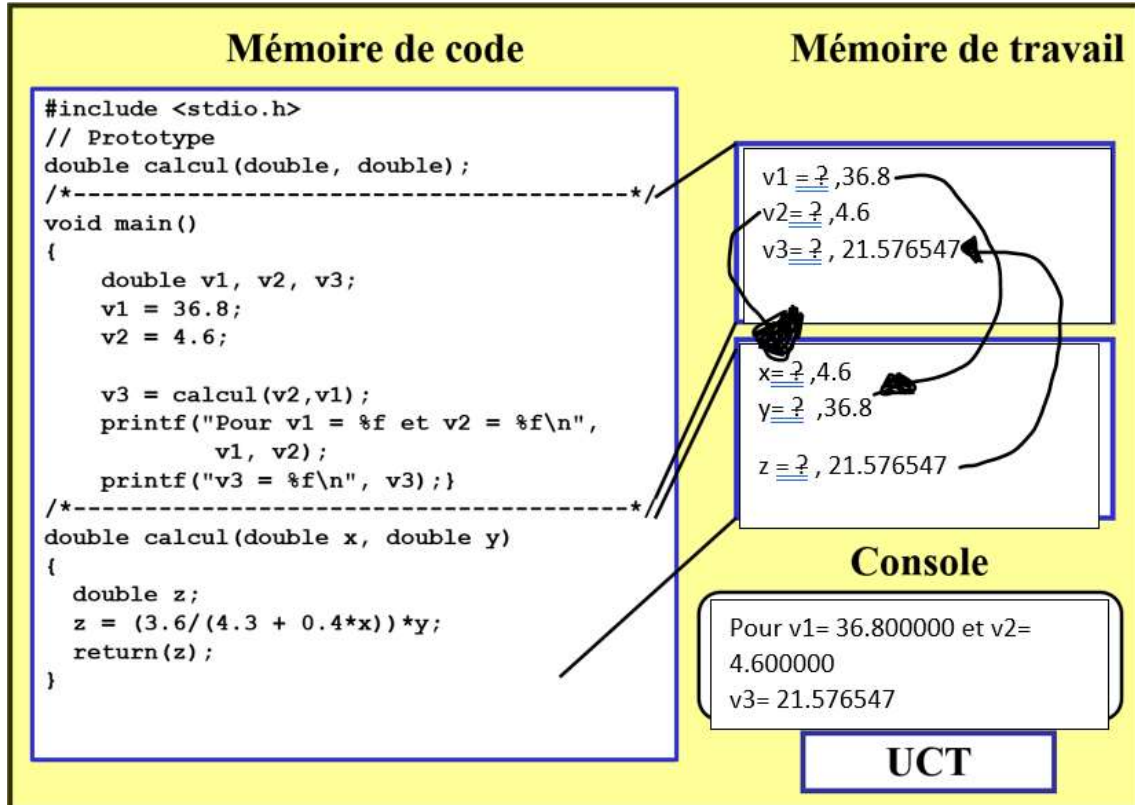 Mémoire de code
#include <stdio.h>
// Prototype
double calcul(double, double);
/*---------------------------------------*/
void main()
{
    double v1, v2, v3;
    v1 = 36.8;
    v2 = 4.6;
    v3 = calcul(v2,v1);
    printf("Pour v1 = %f et v2 = %f\n",
            v1, v2);
    printf("v3 = %f\n", v3);}
/*---------------------------------------*/
double calcul(double x, double y)
{
  double z;
  z = (3.6/(4.3 + 0.4*x))*y;
  return(z);
}
Mémoire de travail
v1 = ? ,36.8
v2= ? ,4.6
v3= ? , 21.576547
x= ? ,4.6
y= ? ,36.8
z = ? , 21.576547
Console
Pour v1= 36.800000 et v2=
4.600000
v3= 21.576547
UCT